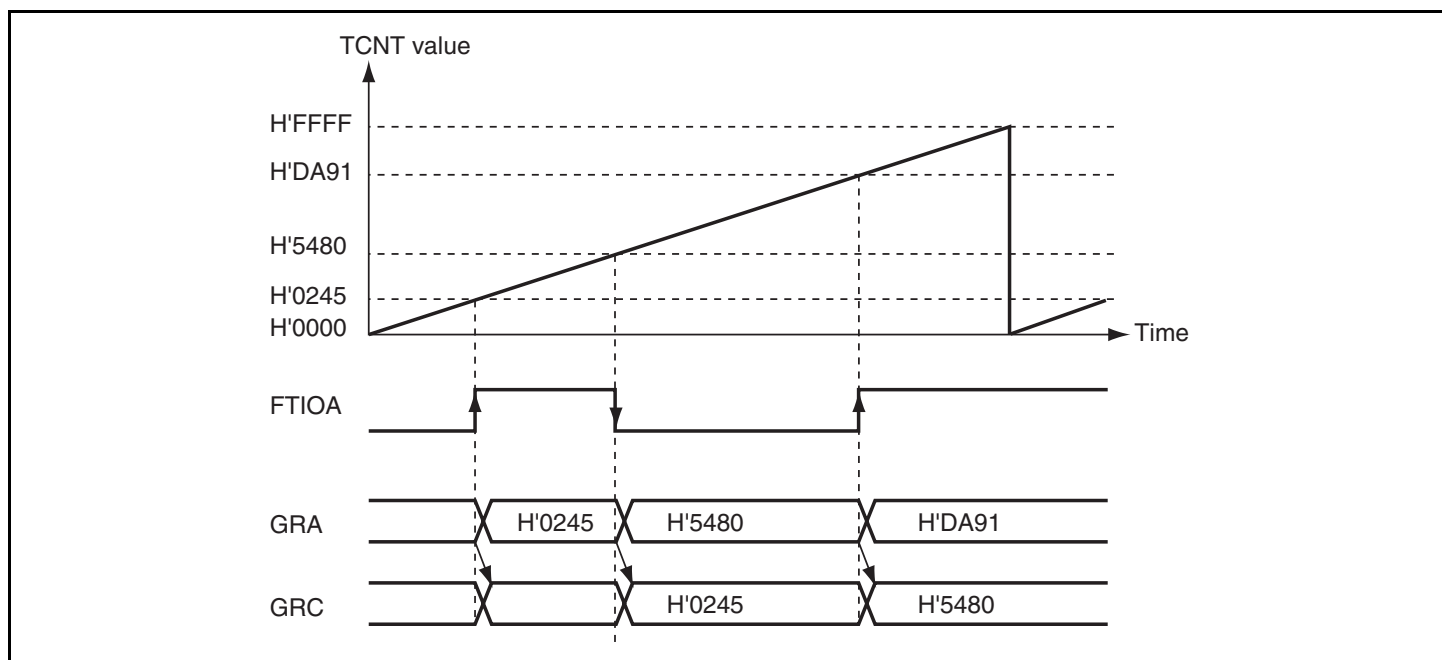 TCNT value
H'FFFF
H'DA91
H'5480
H'0245
H'0000
Time
FTIOA
GRA
H'0245
H'5480
H'DA91
GRC
H'0245
H'5480